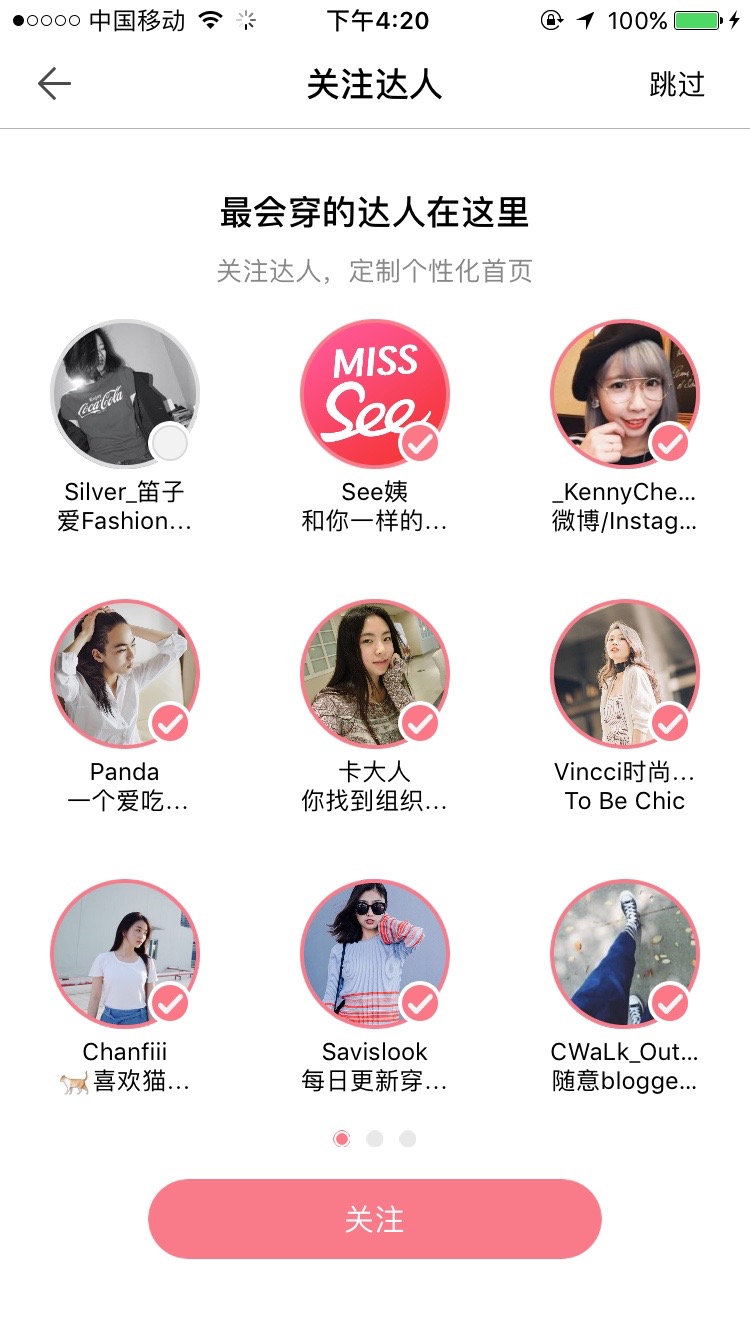 中国移动 下午4:20 100%
关注达人 跳过
最会穿的达人在这里
关注达人，定制个性化首页
Coca-Cola
MISS
See
Silver_笛子 See姨 _KennyChe...
爱Fashion... 和你一样的... 微博/Instag...
Panda 卡大人 Vincci时尚...
一个爱吃... 你找到组织... To Be Chic
Chanfiii Savislook CWaLk_Out...
喜欢猫... 每日更新穿... 随意blogge...
关注